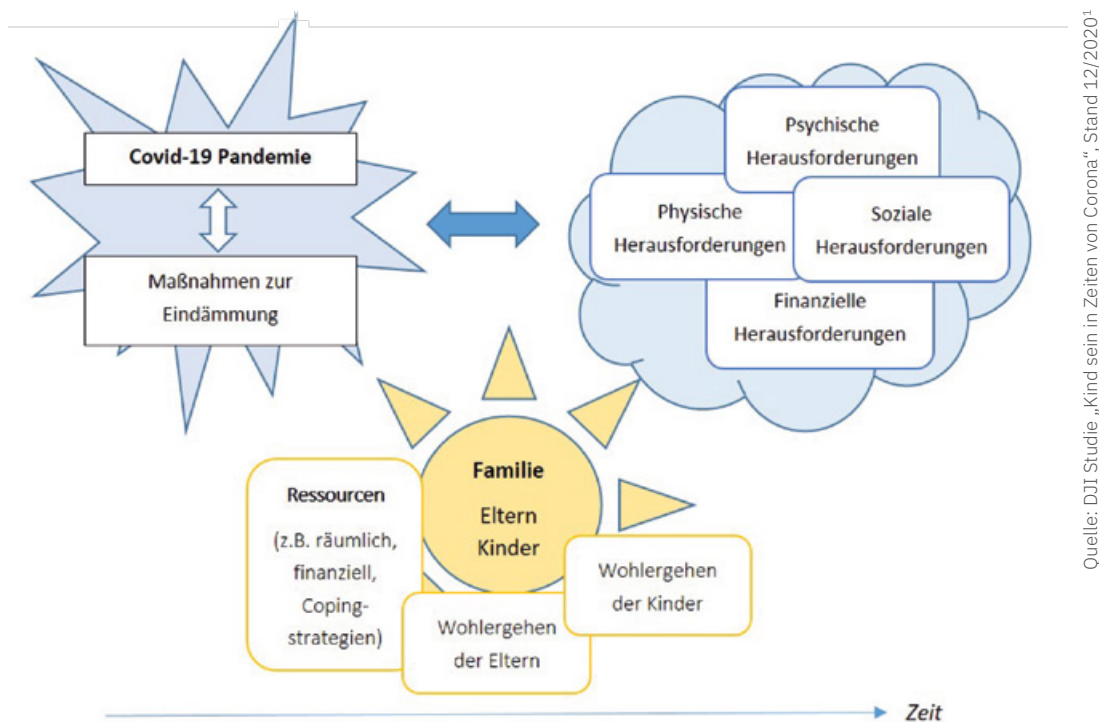 Covid-19 Pandemie
Maßnahmen zur
Eindämmung
Psychische
Herausforderungen
Physische
Herausforderungen
Soziale
Herausforderungen
Finanzielle
Herausforderungen
Familie
Eltern
Kinder
Ressourcen
(z.B. räumlich,
finanziell,
Coping-
strategien)
Wohlergehen
der Eltern
Wohlergehen
der Kinder
Zeit
Quelle: DJI Studie „Kind sein in Zeiten von Corona“, Stand 12/2020¹